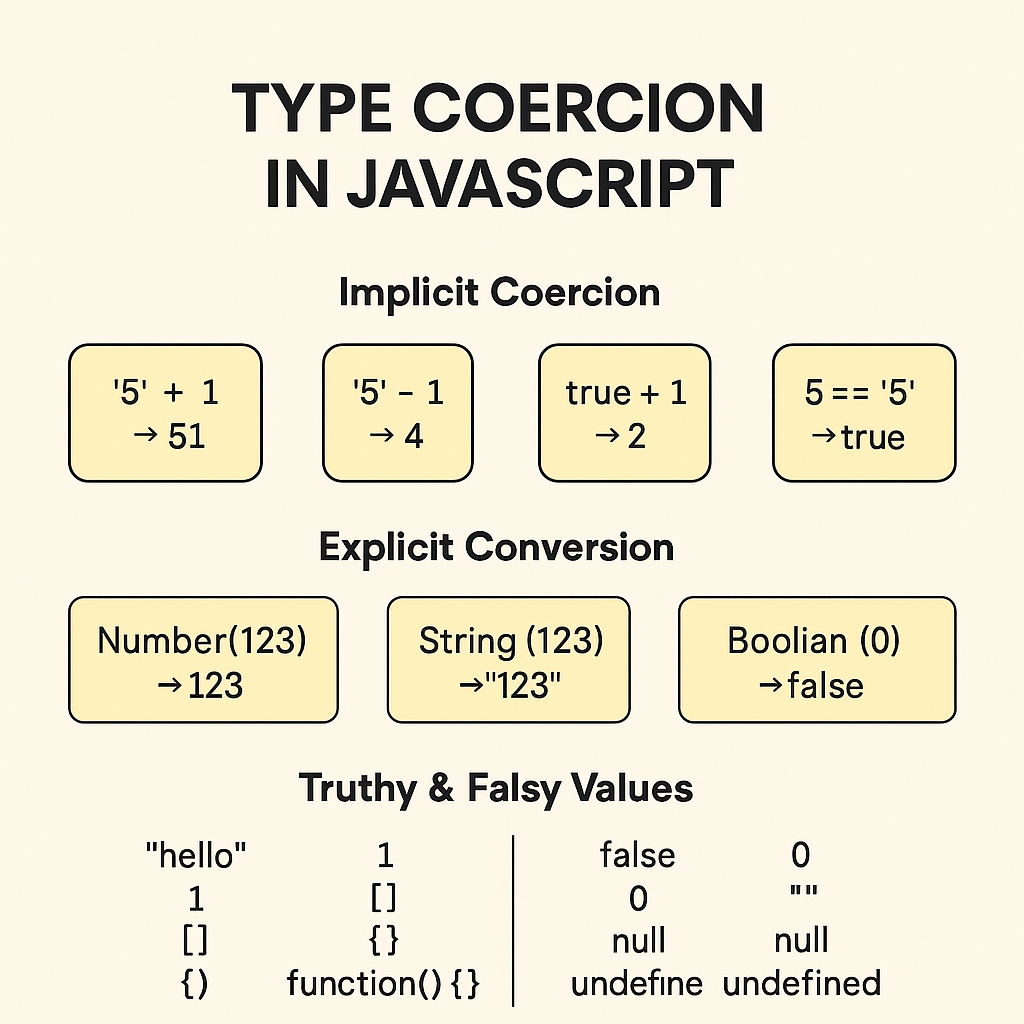 TYPE COERCION
IN JAVASCRIPT
Implicit Coercion
'5' + 1
→ 51
'5' - 1
→ 4
true + 1
→ 2
5 == '5'
→ true
Explicit Conversion
Number(123)
→ 123
String (123)
→ "123"
Boolian (0)
→ false
Truthy & Falsy Values
"hello" 1 false 0
1 [] 0 ""
[] {} null null
{) function() {} undefine undefined